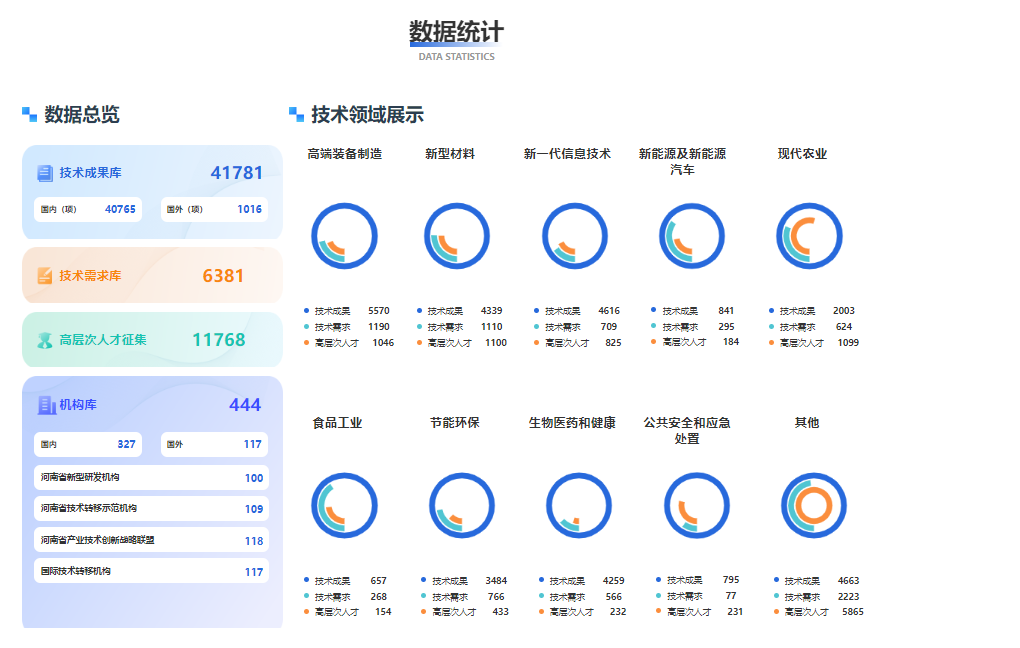 数据统计
DATA STATISTICS
数据总览
技术成果库 41781
国内（项） 40765 国外（项） 1016
技术需求库 6381
高层次人才征集 11768
机构库 444
国内 327 国外 117
河南省新型研发机构 100
河南省技术转移示范机构 109
河南省产业技术创新战略联盟 118
国际技术转移机构 117
技术领域展示
高端装备制造
技术成果 5570
技术需求 1190
高层次人才 1046
新型材料
技术成果 4339
技术需求 1110
高层次人才 1100
新一代信息技术
技术成果 4616
技术需求 709
高层次人才 825
新能源及新能源
汽车
技术成果 841
技术需求 295
高层次人才 184
现代农业
技术成果 2003
技术需求 624
高层次人才 1099
食品工业
技术成果 657
技术需求 268
高层次人才 154
节能环保
技术成果 3484
技术需求 766
高层次人才 433
生物医药和健康
技术成果 4259
技术需求 566
高层次人才 232
公共安全和应急
处置
技术成果 795
技术需求 77
高层次人才 231
其他
技术成果 4663
技术需求 2223
高层次人才 5865